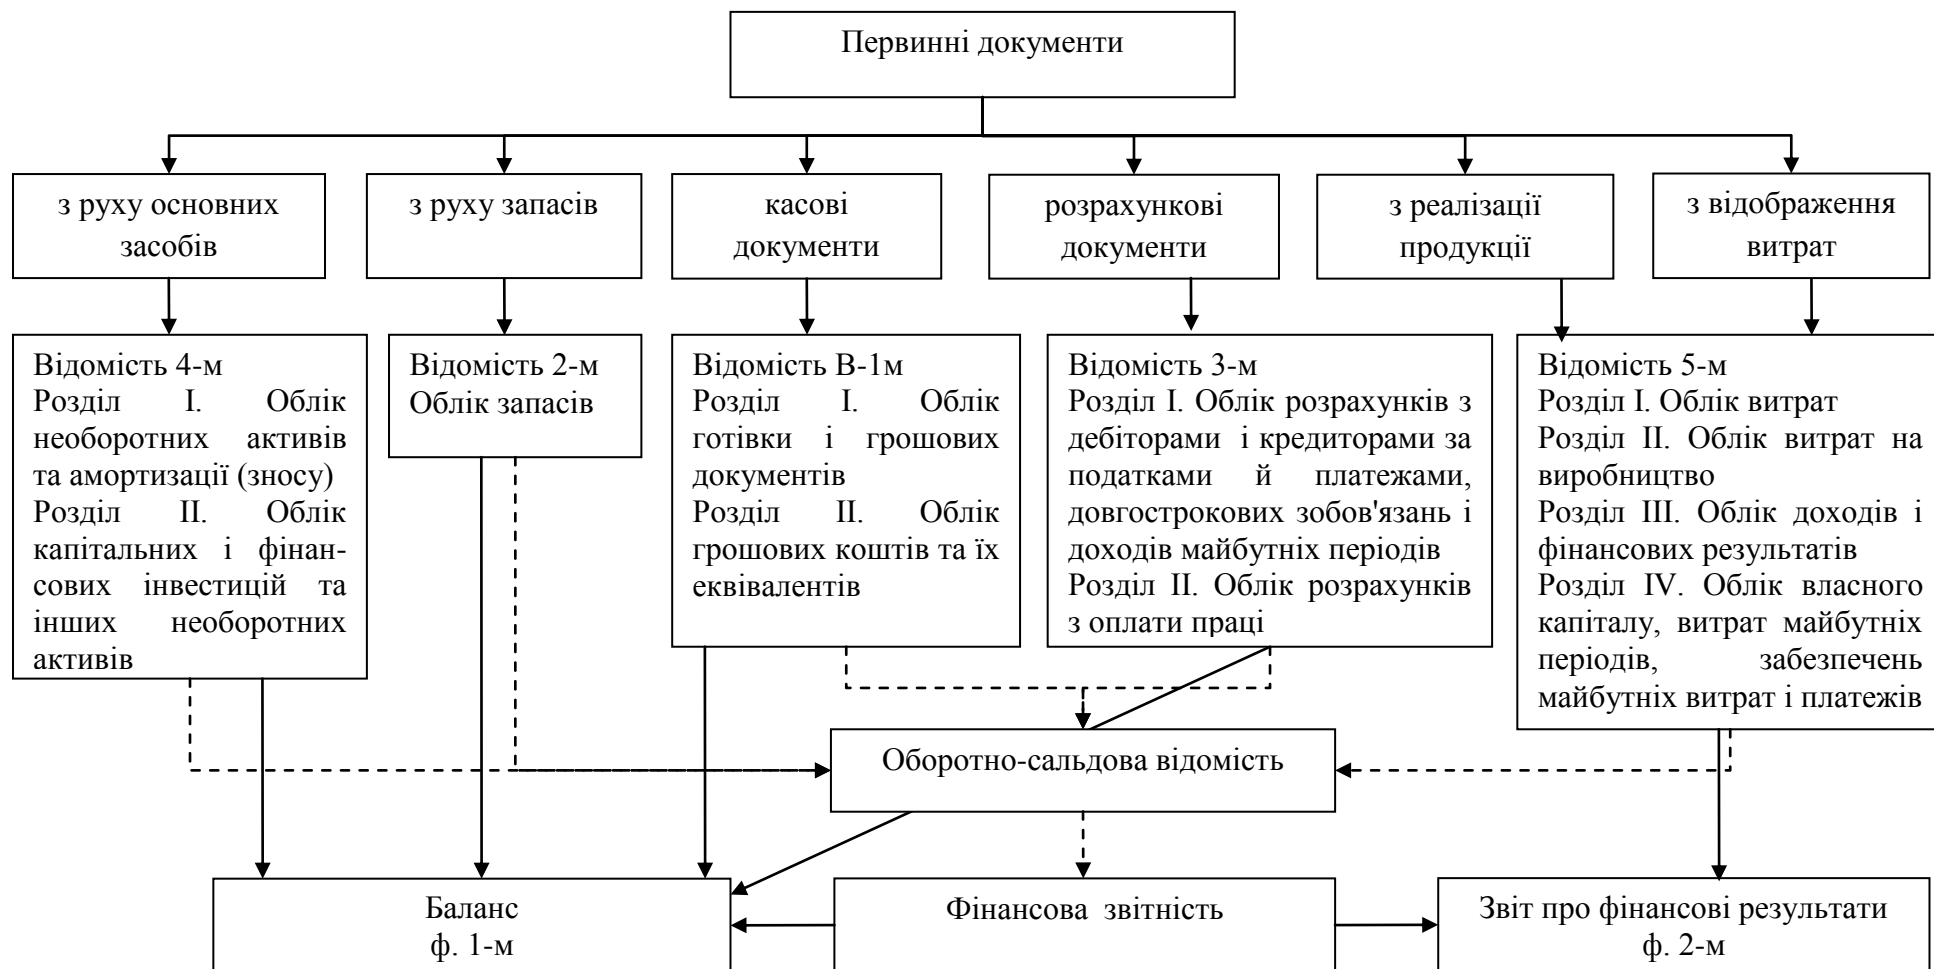 Первинні документи
з руху основних
засобів
з руху запасів
касові
документи
розрахункові
документи
з реалізації
продукції
з відображення
витрат
Відомість 4-м
Розділ І. Облік
необоротних активів
та амортизації (зносу)
Розділ ІІ. Облік
капітальних і фінан-
сових інвестицій та
інших необоротних
активів
Відомість 2-м
Облік запасів
Відомість В-1м
Розділ І. Облік
готівки і грошових
документів
Розділ ІІ. Облік
грошових коштів та їх
еквівалентів
Відомість 3-м
Розділ І. Облік розрахунків з
дебіторами і кредиторами за
податками й платежами,
довгострокових зобов'язань і
доходів майбутніх періодів
Розділ ІІ. Облік розрахунків
з оплати праці
Відомість 5-м
Розділ І. Облік витрат
Розділ ІІ. Облік витрат на
виробництво
Розділ ІІІ. Облік доходів і
фінансових результатів
Розділ IV. Облік власного
капіталу, витрат майбутніх
періодів, забезпечень
майбутніх витрат і платежів
Оборотно-сальдова відомість
Баланс
ф. 1-м
Фінансова звітність
Звіт про фінансові результати
ф. 2-м